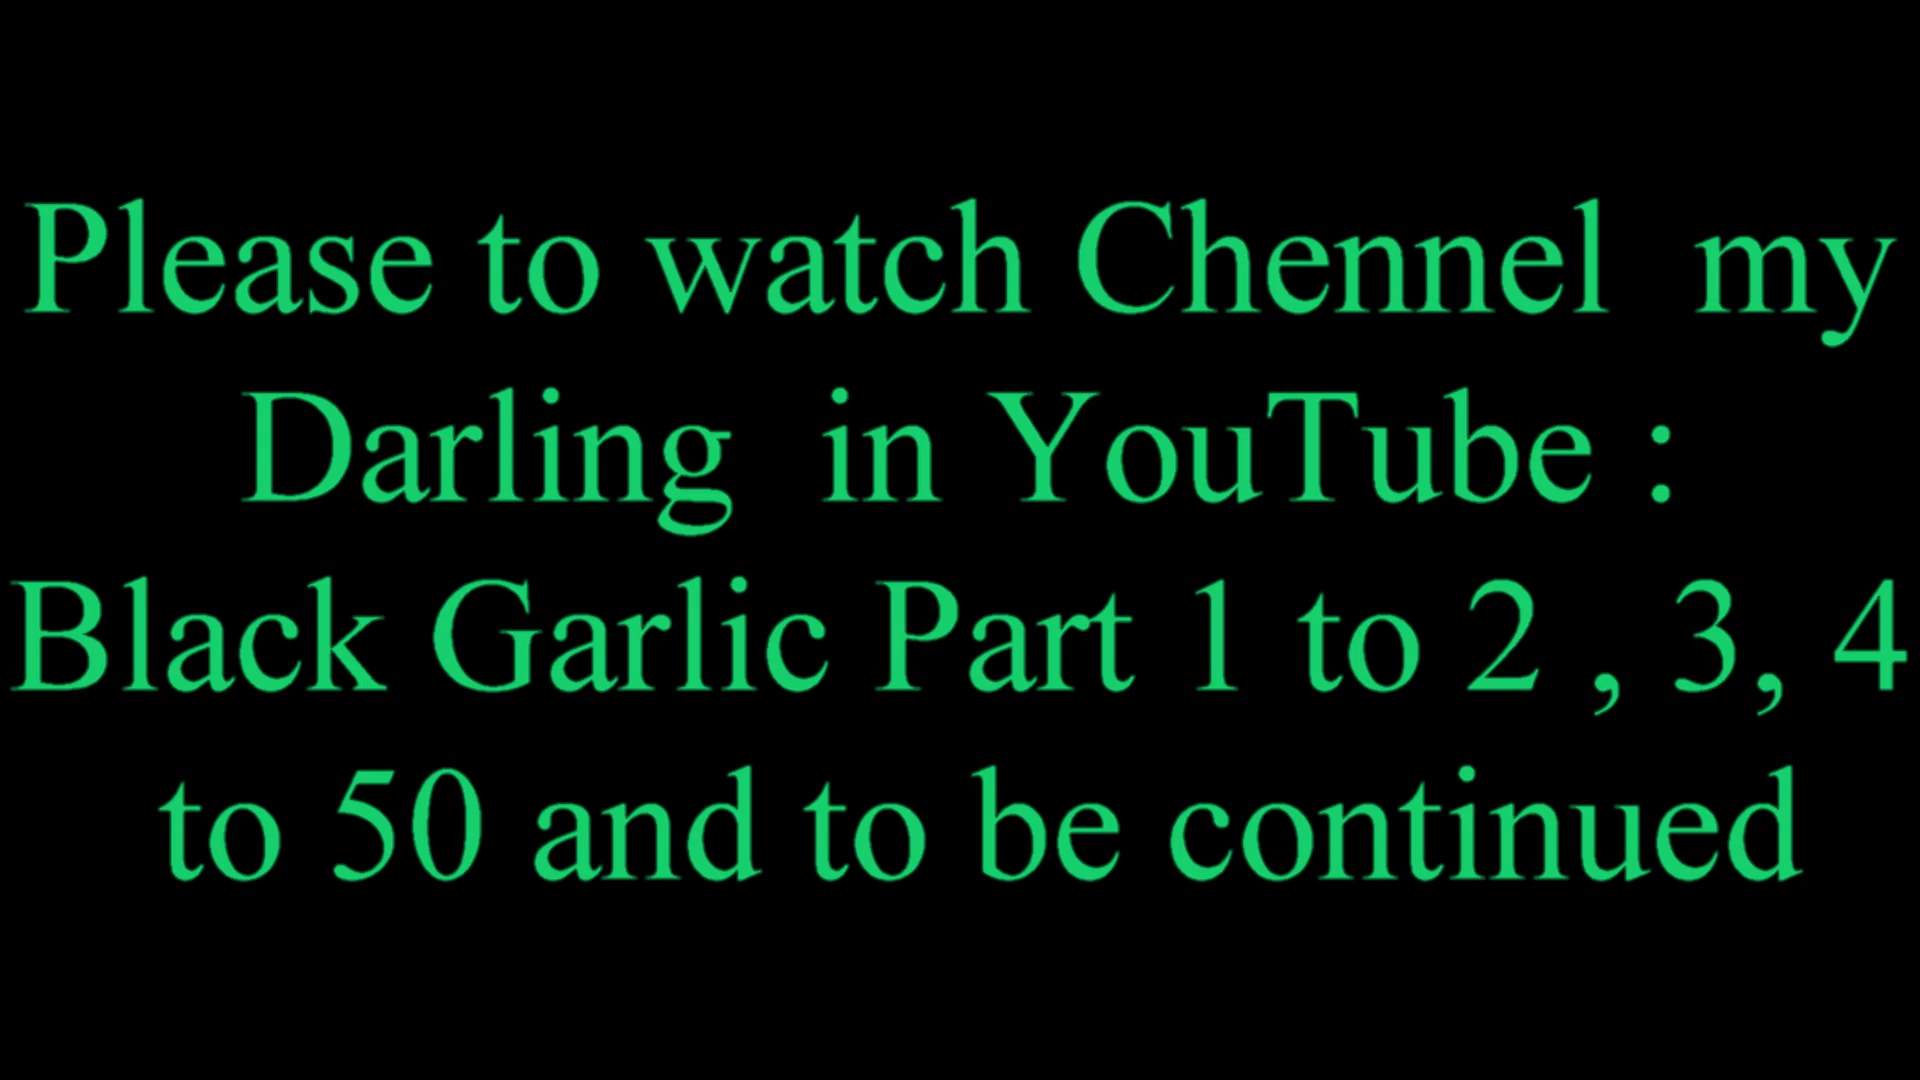 Please to watch Chennel  my
Darling  in YouTube :
Black Garlic Part 1 to 2 , 3, 4
to 50 and to be continued